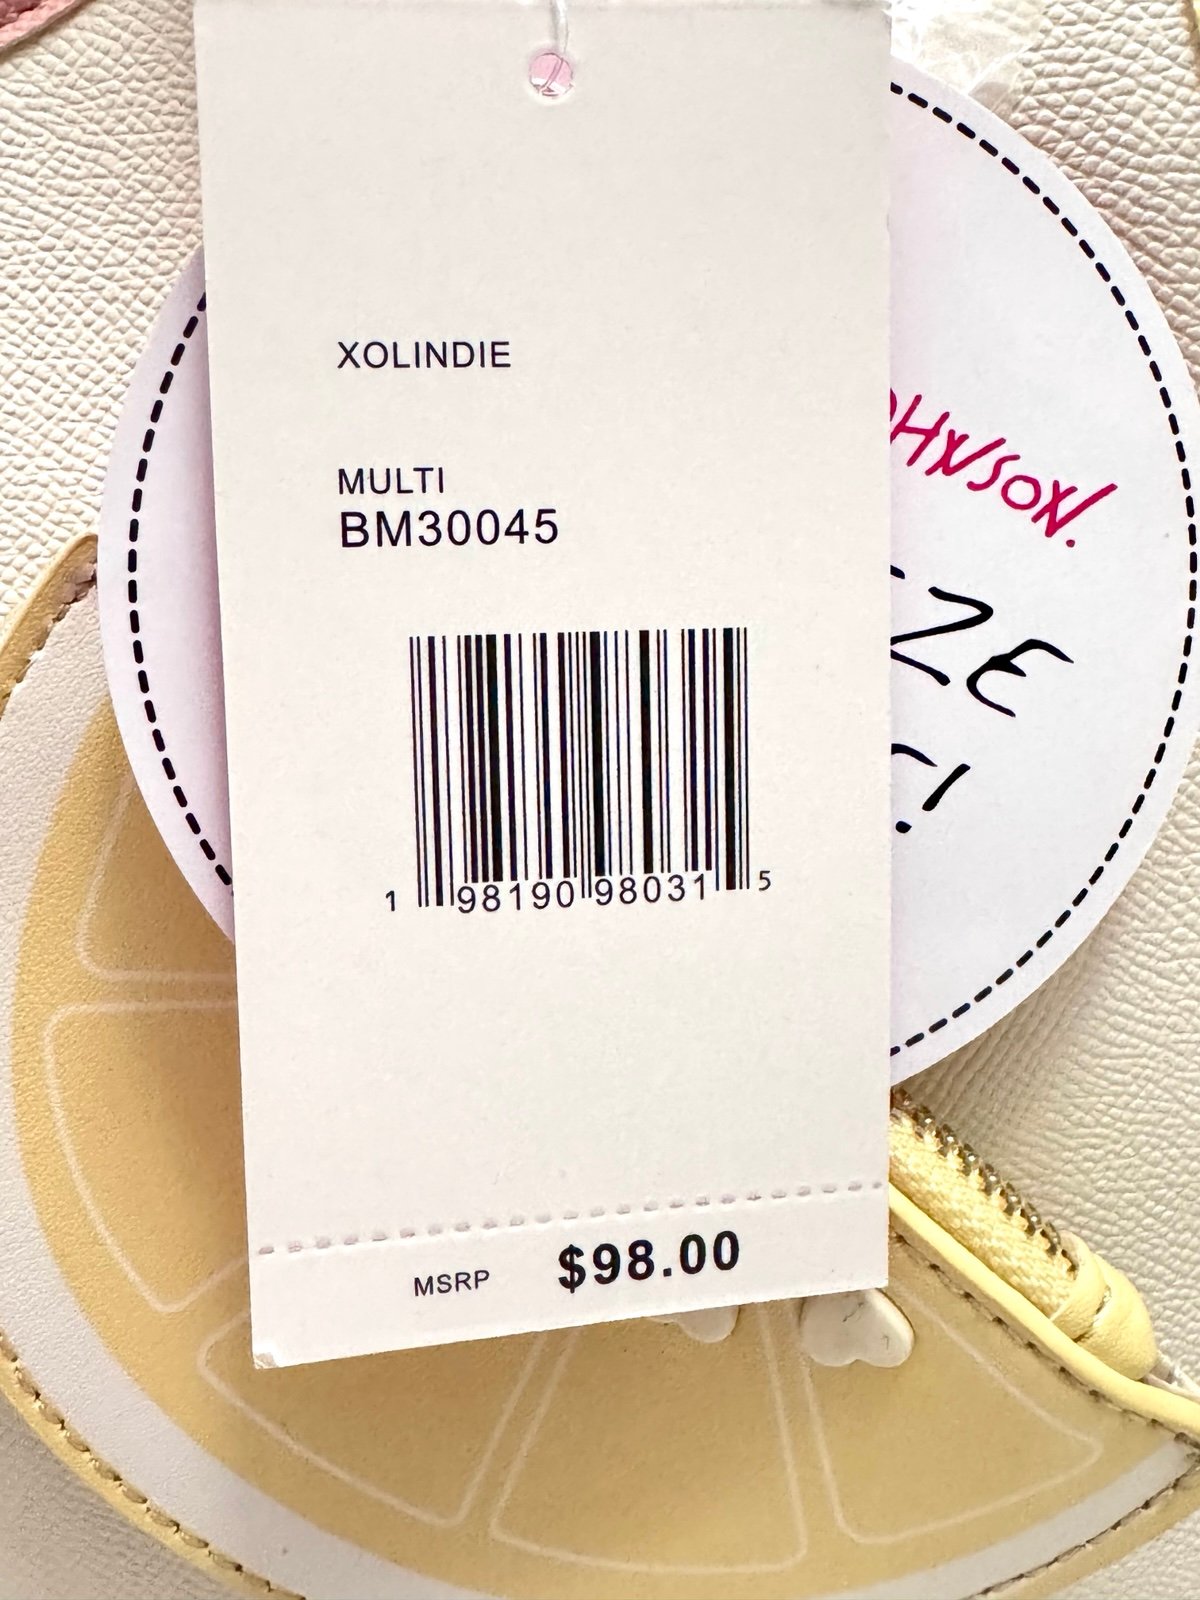 XOLINDIE
MULTI
BM30045
1 98190 98031 5
MSRP $98.00